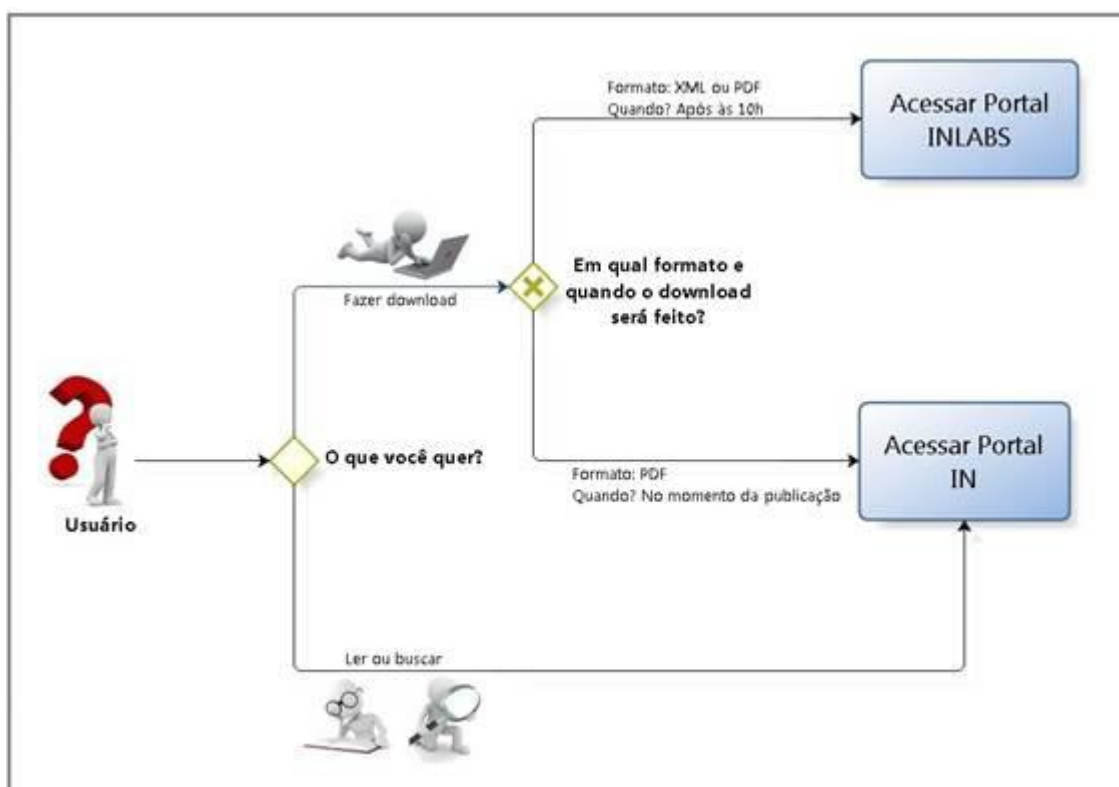 Formato: XML ou PDF
Quando? Após às 10h
Acessar Portal
INLABS
Fazer download
Em qual formato e
quando o download
será feito?
Usuário
O que você quer?
Formato: PDF
Quando? No momento da publicação
Acessar Portal
IN
Ler ou buscar